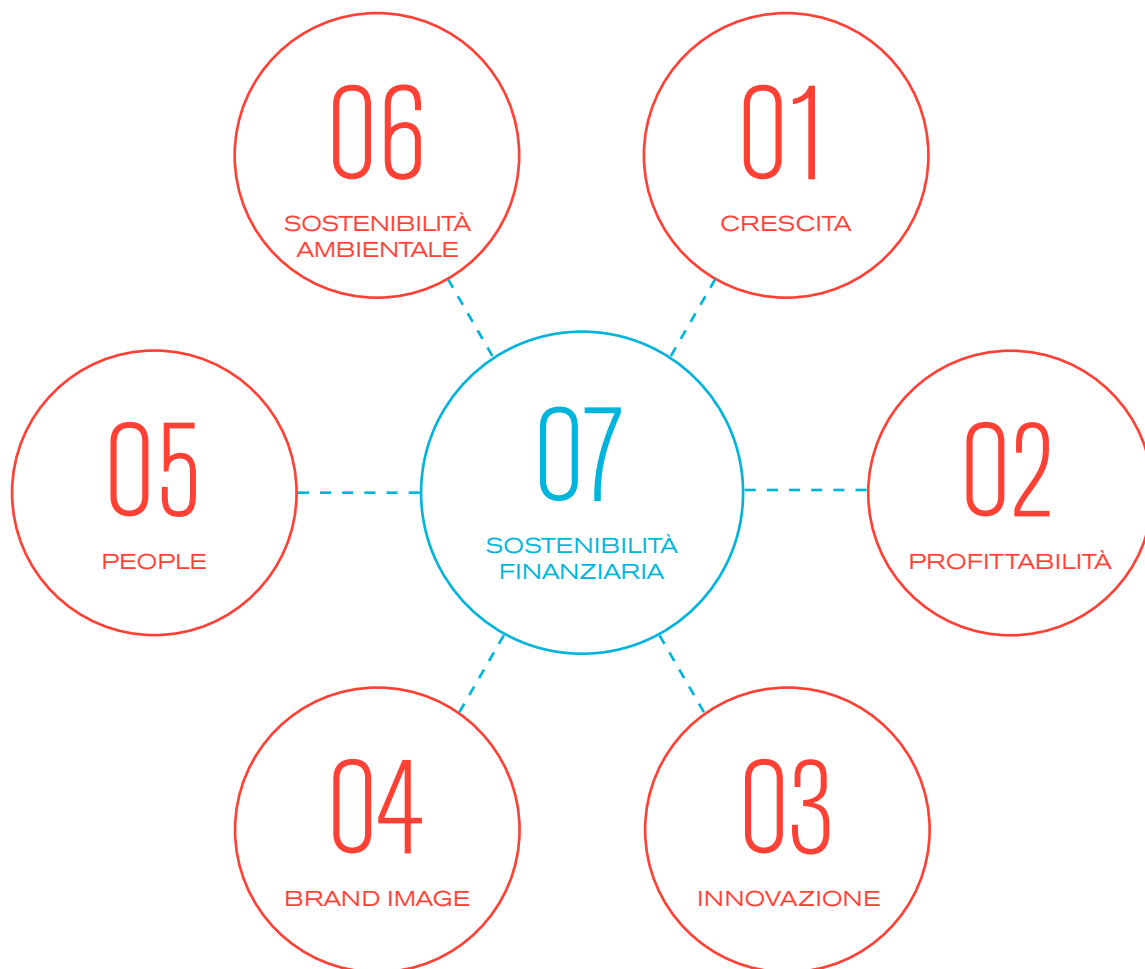 06
SOSTENIBILITÀ
AMBIENTALE
01
CRESCITA
05
PEOPLE
07
SOSTENIBILITÀ
FINANZIARIA
02
PROFITTABILITÀ
04
BRAND IMAGE
03
INNOVAZIONE